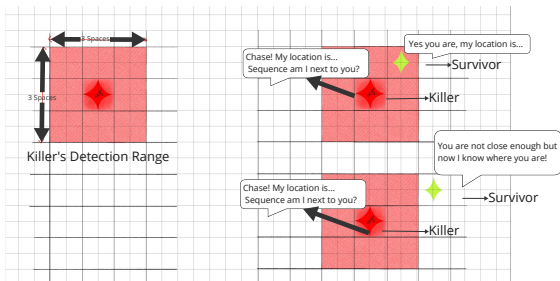 3 Spaces
3 Spaces
Killer's Detection Range
Chase! My location is...
Sequence am I next to you?
Yes you are, my location is...
Survivor
Killer
You are not close enough but
now I know where you are!
Chase! My location is...
Sequence am I next to you?
Survivor
Killer